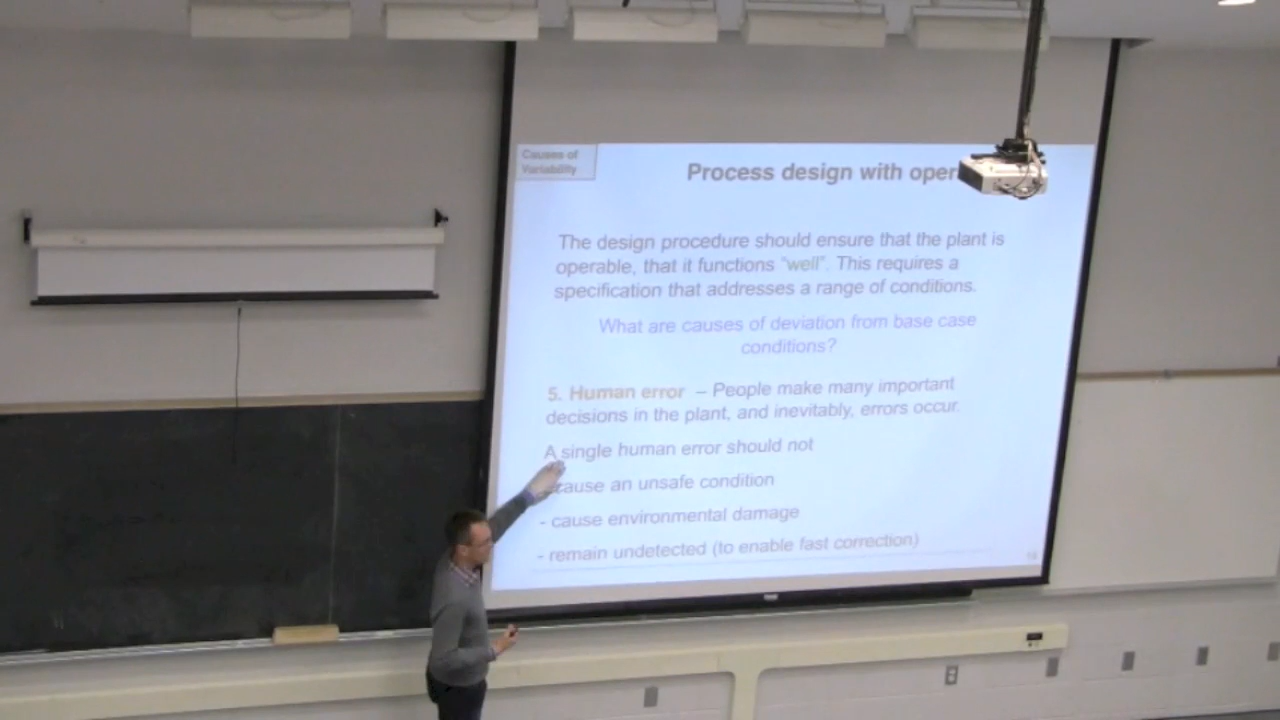 Causes of
Variability
Process design with oper
The design procedure should ensure that the plant is
operable, that it functions "well". This requires a
specification that addresses a range of conditions.
What are causes of deviation from base case
conditions?
5. Human error – People make many important
decisions in the plant, and inevitably, errors occur.
A single human error should not
cause an unsafe condition
- cause environmental damage
- remain undetected (to enable fast correction)